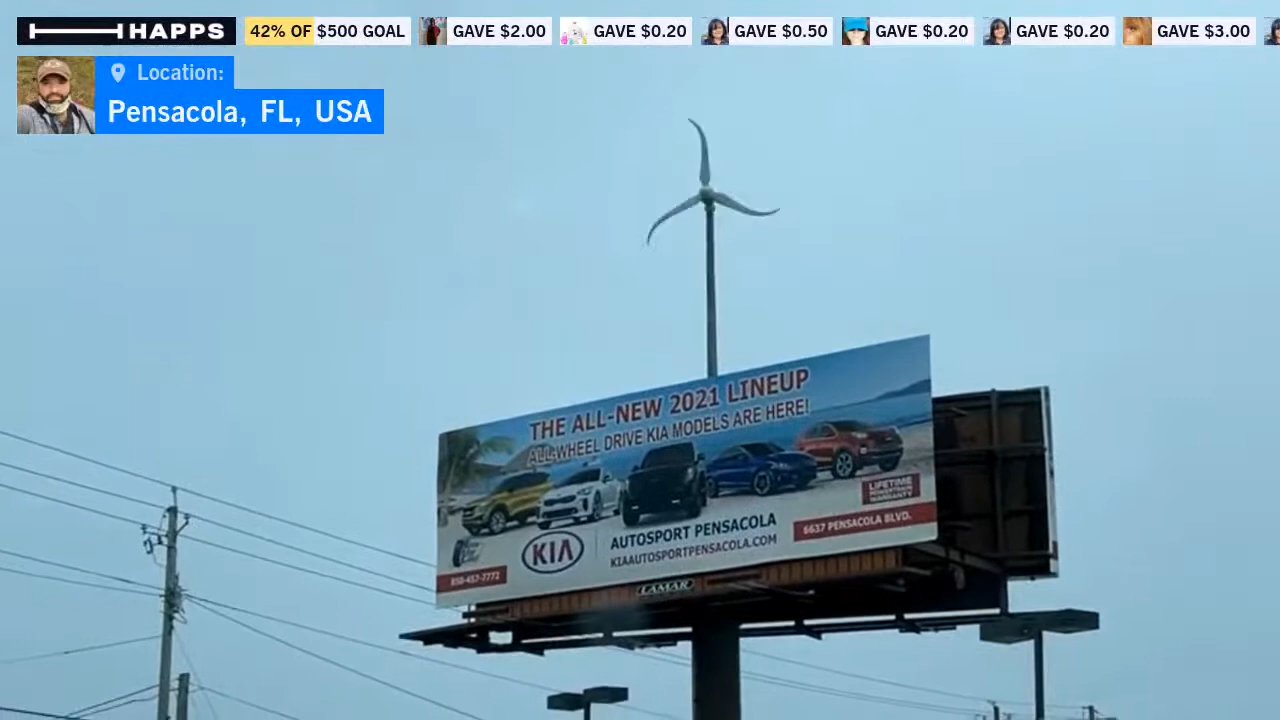 HAPPS
42% OF $500 GOAL
GAVE $2.00
GAVE $0.20
GAVE $0.50
GAVE $0.20
GAVE $0.20
GAVE $3.00
Location:
Pensacola, FL, USA
THE ALL-NEW 2021 LINEUP
ALL-WHEEL DRIVE KIA MODELS ARE HERE!
LIFETIME
POWERTRAIN
WARRANTY
KIA
AUTOSPORT PENSACOLA
KIAAUTOSPORTPENSACOLA.COM
6637 PENSACOLA BLVD.
850-457-7772
LAMAR